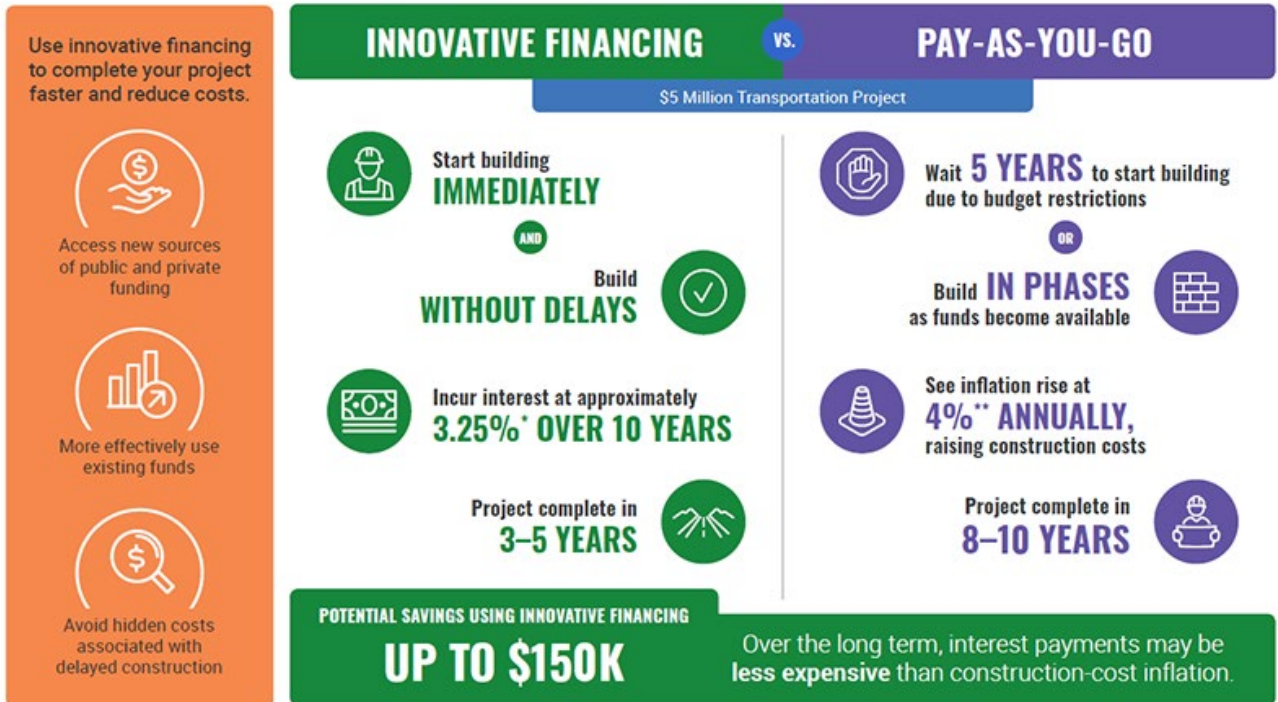 Use innovative financing
to complete your project
faster and reduce costs.
$
Access new sources
of public and private
funding
More effectively use
existing funds
$
Avoid hidden costs
associated with
delayed construction
INNOVATIVE FINANCING VS. PAY-AS-YOU-GO
$5 Million Transportation Project
Start building
IMMEDIATELY
AND
Build
WITHOUT DELAYS
Incur interest at approximately
3.25%* OVER 10 YEARS
Project complete in
3–5 YEARS
Wait 5 YEARS to start building
due to budget restrictions
OR
Build IN PHASES
as funds become available
See inflation rise at
4%** ANNUALLY,
raising construction costs
Project complete in
8–10 YEARS
POTENTIAL SAVINGS USING INNOVATIVE FINANCING
UP TO $150K
Over the long term, interest payments may be
less expensive than construction-cost inflation.